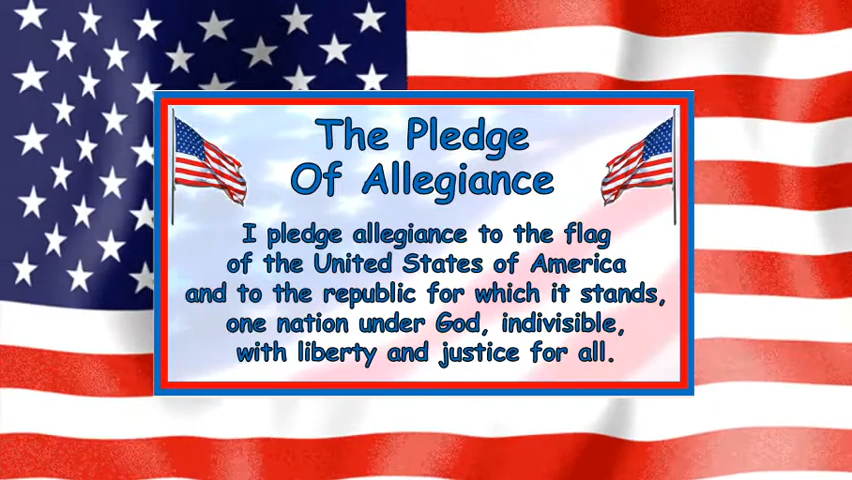 The Pledge
Of Allegiance
I pledge allegiance to the flag
of the United States of America
and to the republic for which it stands,
one nation under God, indivisible,
with liberty and justice for all.